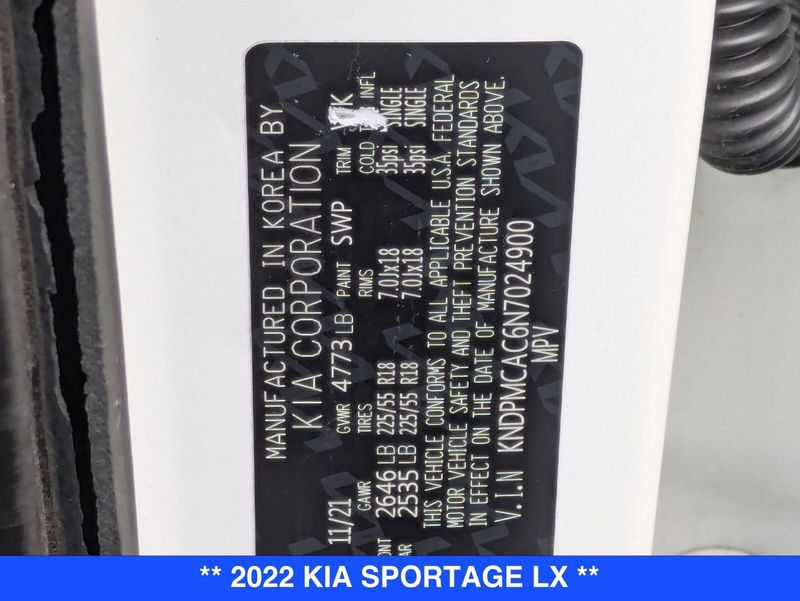 MANUFACTURED IN KOREA BY
KIA CORPORATION
11/21 GVWR 4773 LB PAINT SWP TRIM K
GAWR TIRES RIMS COLD INFL
2646 LB 225/55 R18 7.0Jx18 35psi SINGLE
2535 LB 225/55 R18 7.0Jx18 35psi SINGLE
THIS VEHICLE CONFORMS TO ALL APPLICABLE U.S.A. FEDERAL
MOTOR VEHICLE SAFETY AND THEFT PREVENTION STANDARDS
IN EFFECT ON THE DATE OF MANUFACTURE SHOWN ABOVE.
V.I.N KNDPMCAC6N7024900
MPV
** 2022 KIA SPORTAGE LX **